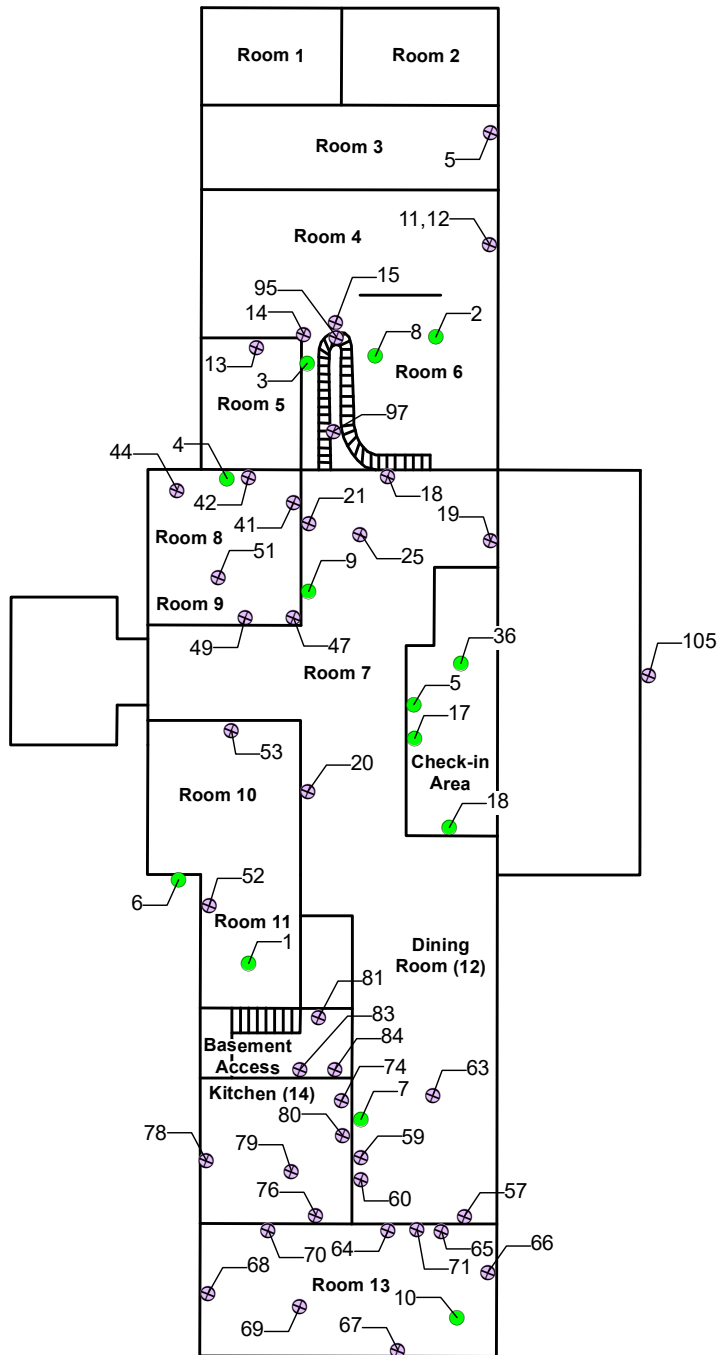 Room 1
Room 2
Room 3
5
11,12
Room 4
15
95
14
2
8
13
3
Room 6
Room 5
97
4
44
42
21
18
41
19
25
Room 8
51
9
Room 9
36
49
47
105
Room 7
5
17
53
20
Check-in
Area
Room 10
18
52
6
Room 11
1
Dining
Room (12)
81
83
Basement
Access
84
74
63
Kitchen (14)
7
80
59
78
79
60
76
57
70
64
71
65
66
68
Room 13
10
69
67